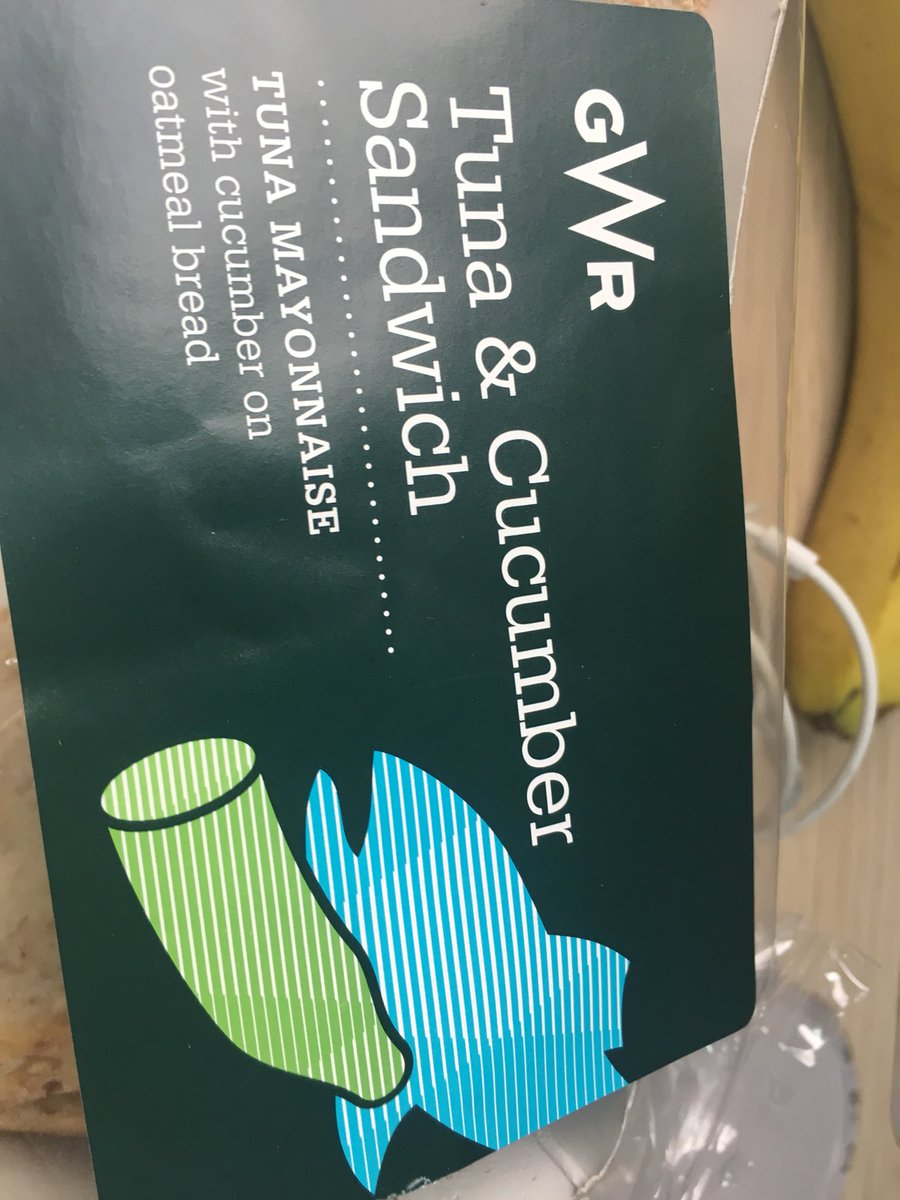 GWR
Tuna & Cucumber
Sandwich
TUNA MAYONNAISE
with cucumber on
oatmeal bread